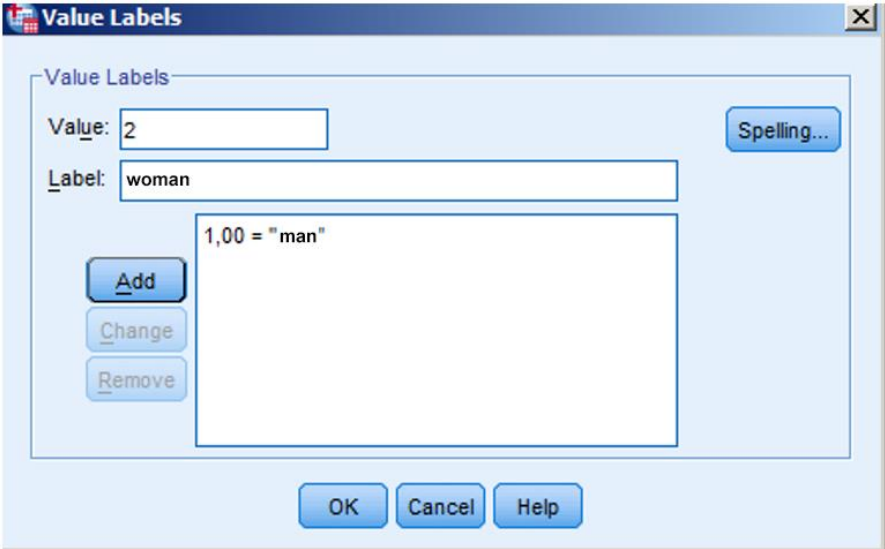 Value Labels
Value Labels
Value: 2
Spelling...
Label: woman
1,00 = "man"
Add
Change
Remove
OK Cancel Help